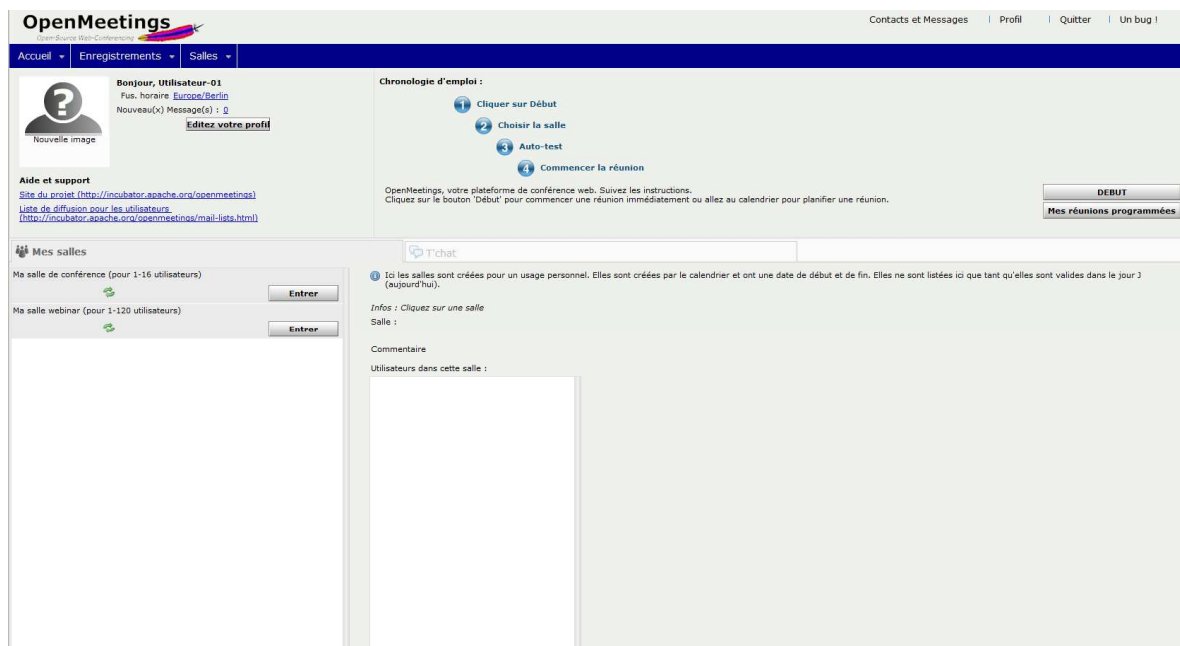 OpenMeetings
Open-Source Web-Conferencing
Contacts et Messages | Profil | Quitter | Un bug !
Accueil Enregistrements Salles
Bonjour, Utilisateur-01
Fus. horaire Europe/Berlin
Nouveau(x) Message(s) : 0
Editez votre profil
Nouvelle image
Aide et support
Site du projet (http://incubator.apache.org/openmeetings)
Liste de diffusion pour les utilisateurs
(http://incubator.apache.org/openmeetings/mail-lists.html)
Chronologie d'emploi :
1 Cliquer sur Début
2 Choisir la salle
3 Auto-test
4 Commencer la réunion
OpenMeetings, votre plateforme de conférence web. Suivez les instructions.
Cliquez sur le bouton 'Début' pour commencer une réunion immédiatement ou allez au calendrier pour planifier une réunion.
DEBUT
Mes réunions programmées
Mes salles
T'chat
Ma salle de conférence (pour 1-16 utilisateurs)
Entrer
Ma salle webinar (pour 1-120 utilisateurs)
Entrer
Ici les salles sont créées pour un usage personnel. Elles sont créées par le calendrier et ont une date de début et de fin. Elles ne sont listées ici que tant qu'elles sont valides dans le jour J
(aujourd'hui).
Infos : Cliquez sur une salle
Salle :
Commentaire
Utilisateurs dans cette salle :